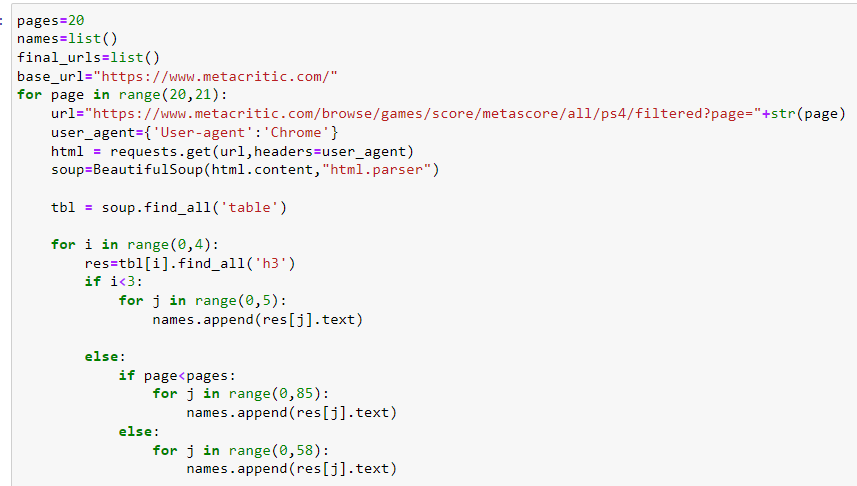 :
pages=20
names=list()
final_urls=list()
base_url="https://www.metacritic.com/"
for page in range(20,21):
    url="https://www.metacritic.com/browse/games/score/metascore/all/ps4/filtered?page="+str(page)
    user_agent={'User-agent':'Chrome'}
    html = requests.get(url,headers=user_agent)
    soup=BeautifulSoup(html.content,"html.parser")

    tbl = soup.find_all('table')

    for i in range(0,4):
        res=tbl[i].find_all('h3')
        if i<3:
            for j in range(0,5):
                names.append(res[j].text)

        else:
            if page<pages:
                for j in range(0,85):
                    names.append(res[j].text)
            else:
                for j in range(0,58):
                    names.append(res[j].text)